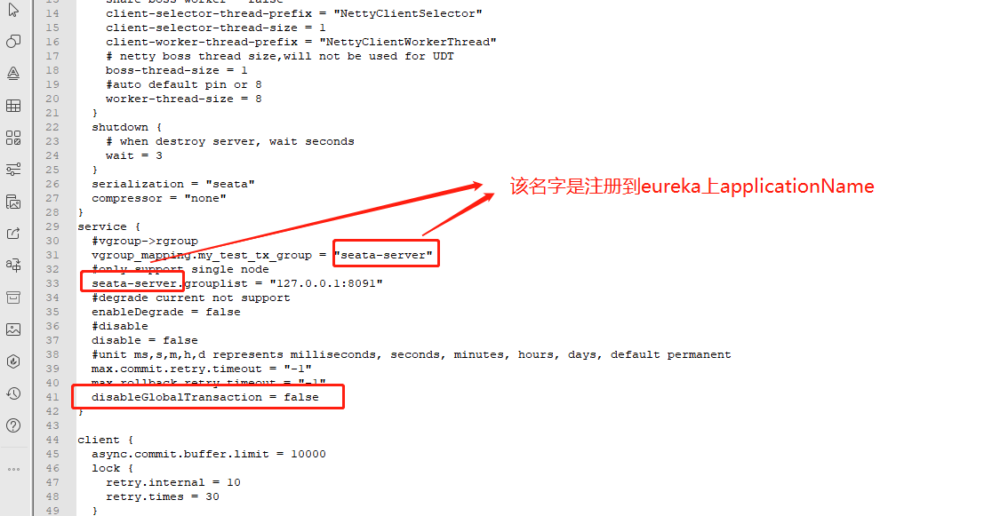 13 share-boss-worker = false
14 client-selector-thread-prefix = "NettyClientSelector"
15 client-selector-thread-size = 1
16 client-worker-thread-prefix = "NettyClientWorkerThread"
17 # netty boss thread size,will not be used for UDT
18 boss-thread-size = 1
19 #auto default pin or 8
20 worker-thread-size = 8
21 }
22 shutdown {
23 # when destroy server, wait seconds
24 wait = 3
25 }
26 serialization = "seata"
27 compressor = "none"
该名字是注册到eureka上applicationName
28 }
29 service {
30 #vgroup->rgroup
31 vgroup_mapping.my_test_tx_group = "seata-server"
32 #only support single node
33 seata-server.grouplist = "127.0.0.1:8091"
34 #degrade current not support
35 enableDegrade = false
36 #disable
37 disable = false
38 #unit ms,s,m,h,d represents milliseconds, seconds, minutes, hours, days, default permanent
39 max.commit.retry.timeout = "-1"
40 max.rollback.retry.timeout = "-1"
41 disableGlobalTransaction = false
42 }
43
44 client {
45 async.commit.buffer.limit = 10000
46 lock {
47 retry.internal = 10
48 retry.times = 30
49 }